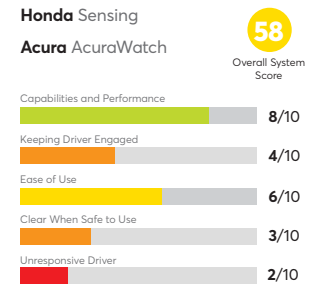 Honda Sensing
Acura AcuraWatch
58
Overall System
Score
Capabilities and Performance
8/10
Keeping Driver Engaged
4/10
Ease of Use
6/10
Clear When Safe to Use
3/10
Unresponsive Driver
2/10